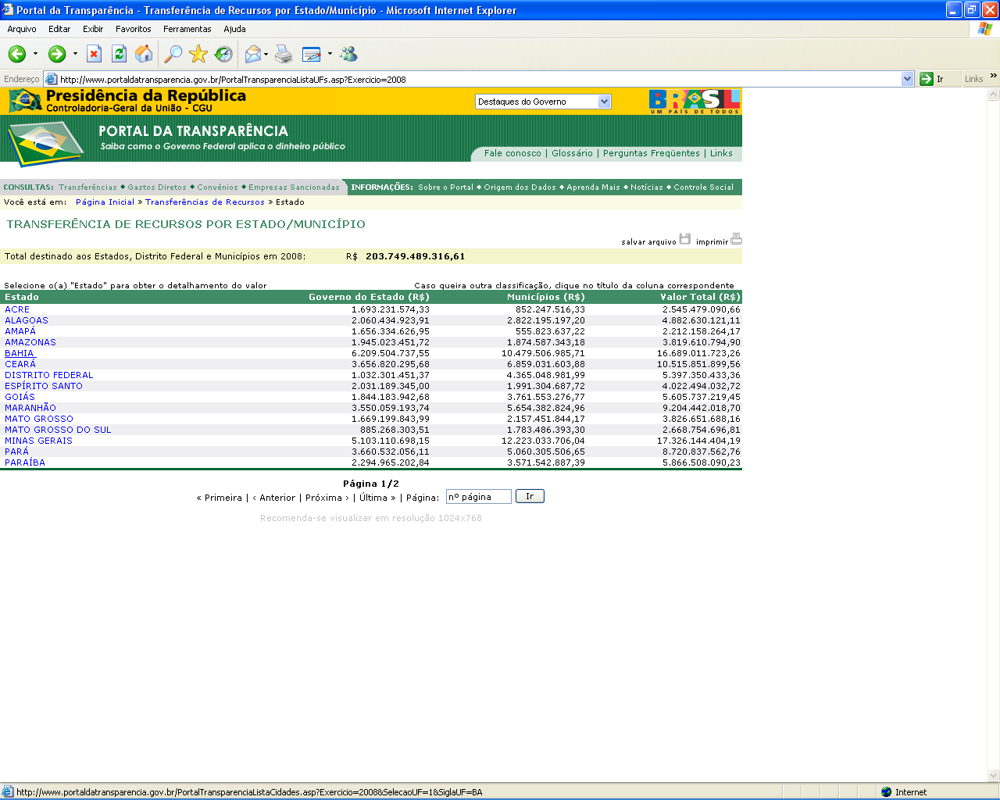 Portal da Transparência - Transferência de Recursos por Estado/Município - Microsoft Internet Explorer
Arquivo Editar Exibir Favoritos Ferramentas Ajuda
Endereço http://www.portaldatransparencia.gov.br/PortalTransparenciaListaUFs.asp?Exercicio=2008 Ir Links »
Presidência da República
Controladoria-Geral da União - CGU
Destaques do Governo
BRASIL
UM PAÍS DE TODOS
PORTAL DA TRANSPARÊNCIA
Saiba como o Governo Federal aplica o dinheiro público
Fale conosco | Glossário | Perguntas Freqüentes | Links
CONSULTAS: Transferências ◆ Gastos Diretos ◆ Convênios ◆ Empresas Sancionadas INFORMAÇÕES: Sobre o Portal ◆ Origem dos Dados ◆ Aprenda Mais ◆ Notícias ◆ Controle Social
Você está em: Página Inicial » Transferências de Recursos » Estado
TRANSFERÊNCIA DE RECURSOS POR ESTADO/MUNICÍPIO
salvar arquivo imprimir
Total destinado aos Estados, Distrito Federal e Municípios em 2008: R$ 203.749.489.316,61
Selecione o(a) "Estado" para obter o detalhamento do valor Caso queira outra classificação, clique no título da coluna correspondente
Estado Governo do Estado (R$) Municípios (R$) Valor Total (R$)
ACRE 1.693.231.574,33 852.247.516,33 2.545.479.090,66
ALAGOAS 2.060.434.923,91 2.822.195.197,20 4.882.630.121,11
AMAPÁ 1.656.334.626,95 555.823.637,22 2.212.158.264,17
AMAZONAS 1.945.023.451,72 1.874.587.343,18 3.819.610.794,90
BAHIA 6.209.504.737,55 10.479.506.985,71 16.689.011.723,26
CEARÁ 3.656.820.295,68 6.859.031.603,88 10.515.851.899,56
DISTRITO FEDERAL 1.032.301.451,37 4.365.048.981,99 5.397.350.433,36
ESPÍRITO SANTO 2.031.189.345,00 1.991.304.687,72 4.022.494.032,72
GOIÁS 1.844.183.942,68 3.761.553.276,77 5.605.737.219,45
MARANHÃO 3.550.059.193,74 5.654.382.824,96 9.204.442.018,70
MATO GROSSO 1.669.199.843,99 2.157.451.844,17 3.826.651.688,16
MATO GROSSO DO SUL 885.268.303,51 1.783.486.393,30 2.668.754.696,81
MINAS GERAIS 5.103.110.698,15 12.223.033.706,04 17.326.144.404,19
PARÁ 3.660.532.056,11 5.060.305.506,65 8.720.837.562,76
PARAÍBA 2.294.965.202,84 3.571.542.887,39 5.866.508.090,23
Página 1/2
« Primeira | ‹ Anterior | Próxima › | Última » | Página: nº página Ir
Recomenda-se visualizar em resolução 1024x768
http://www.portaldatransparencia.gov.br/PortalTransparenciaListaCidades.asp?Exercicio=2008&SelecaoUF=1&SiglaUF=BA Internet